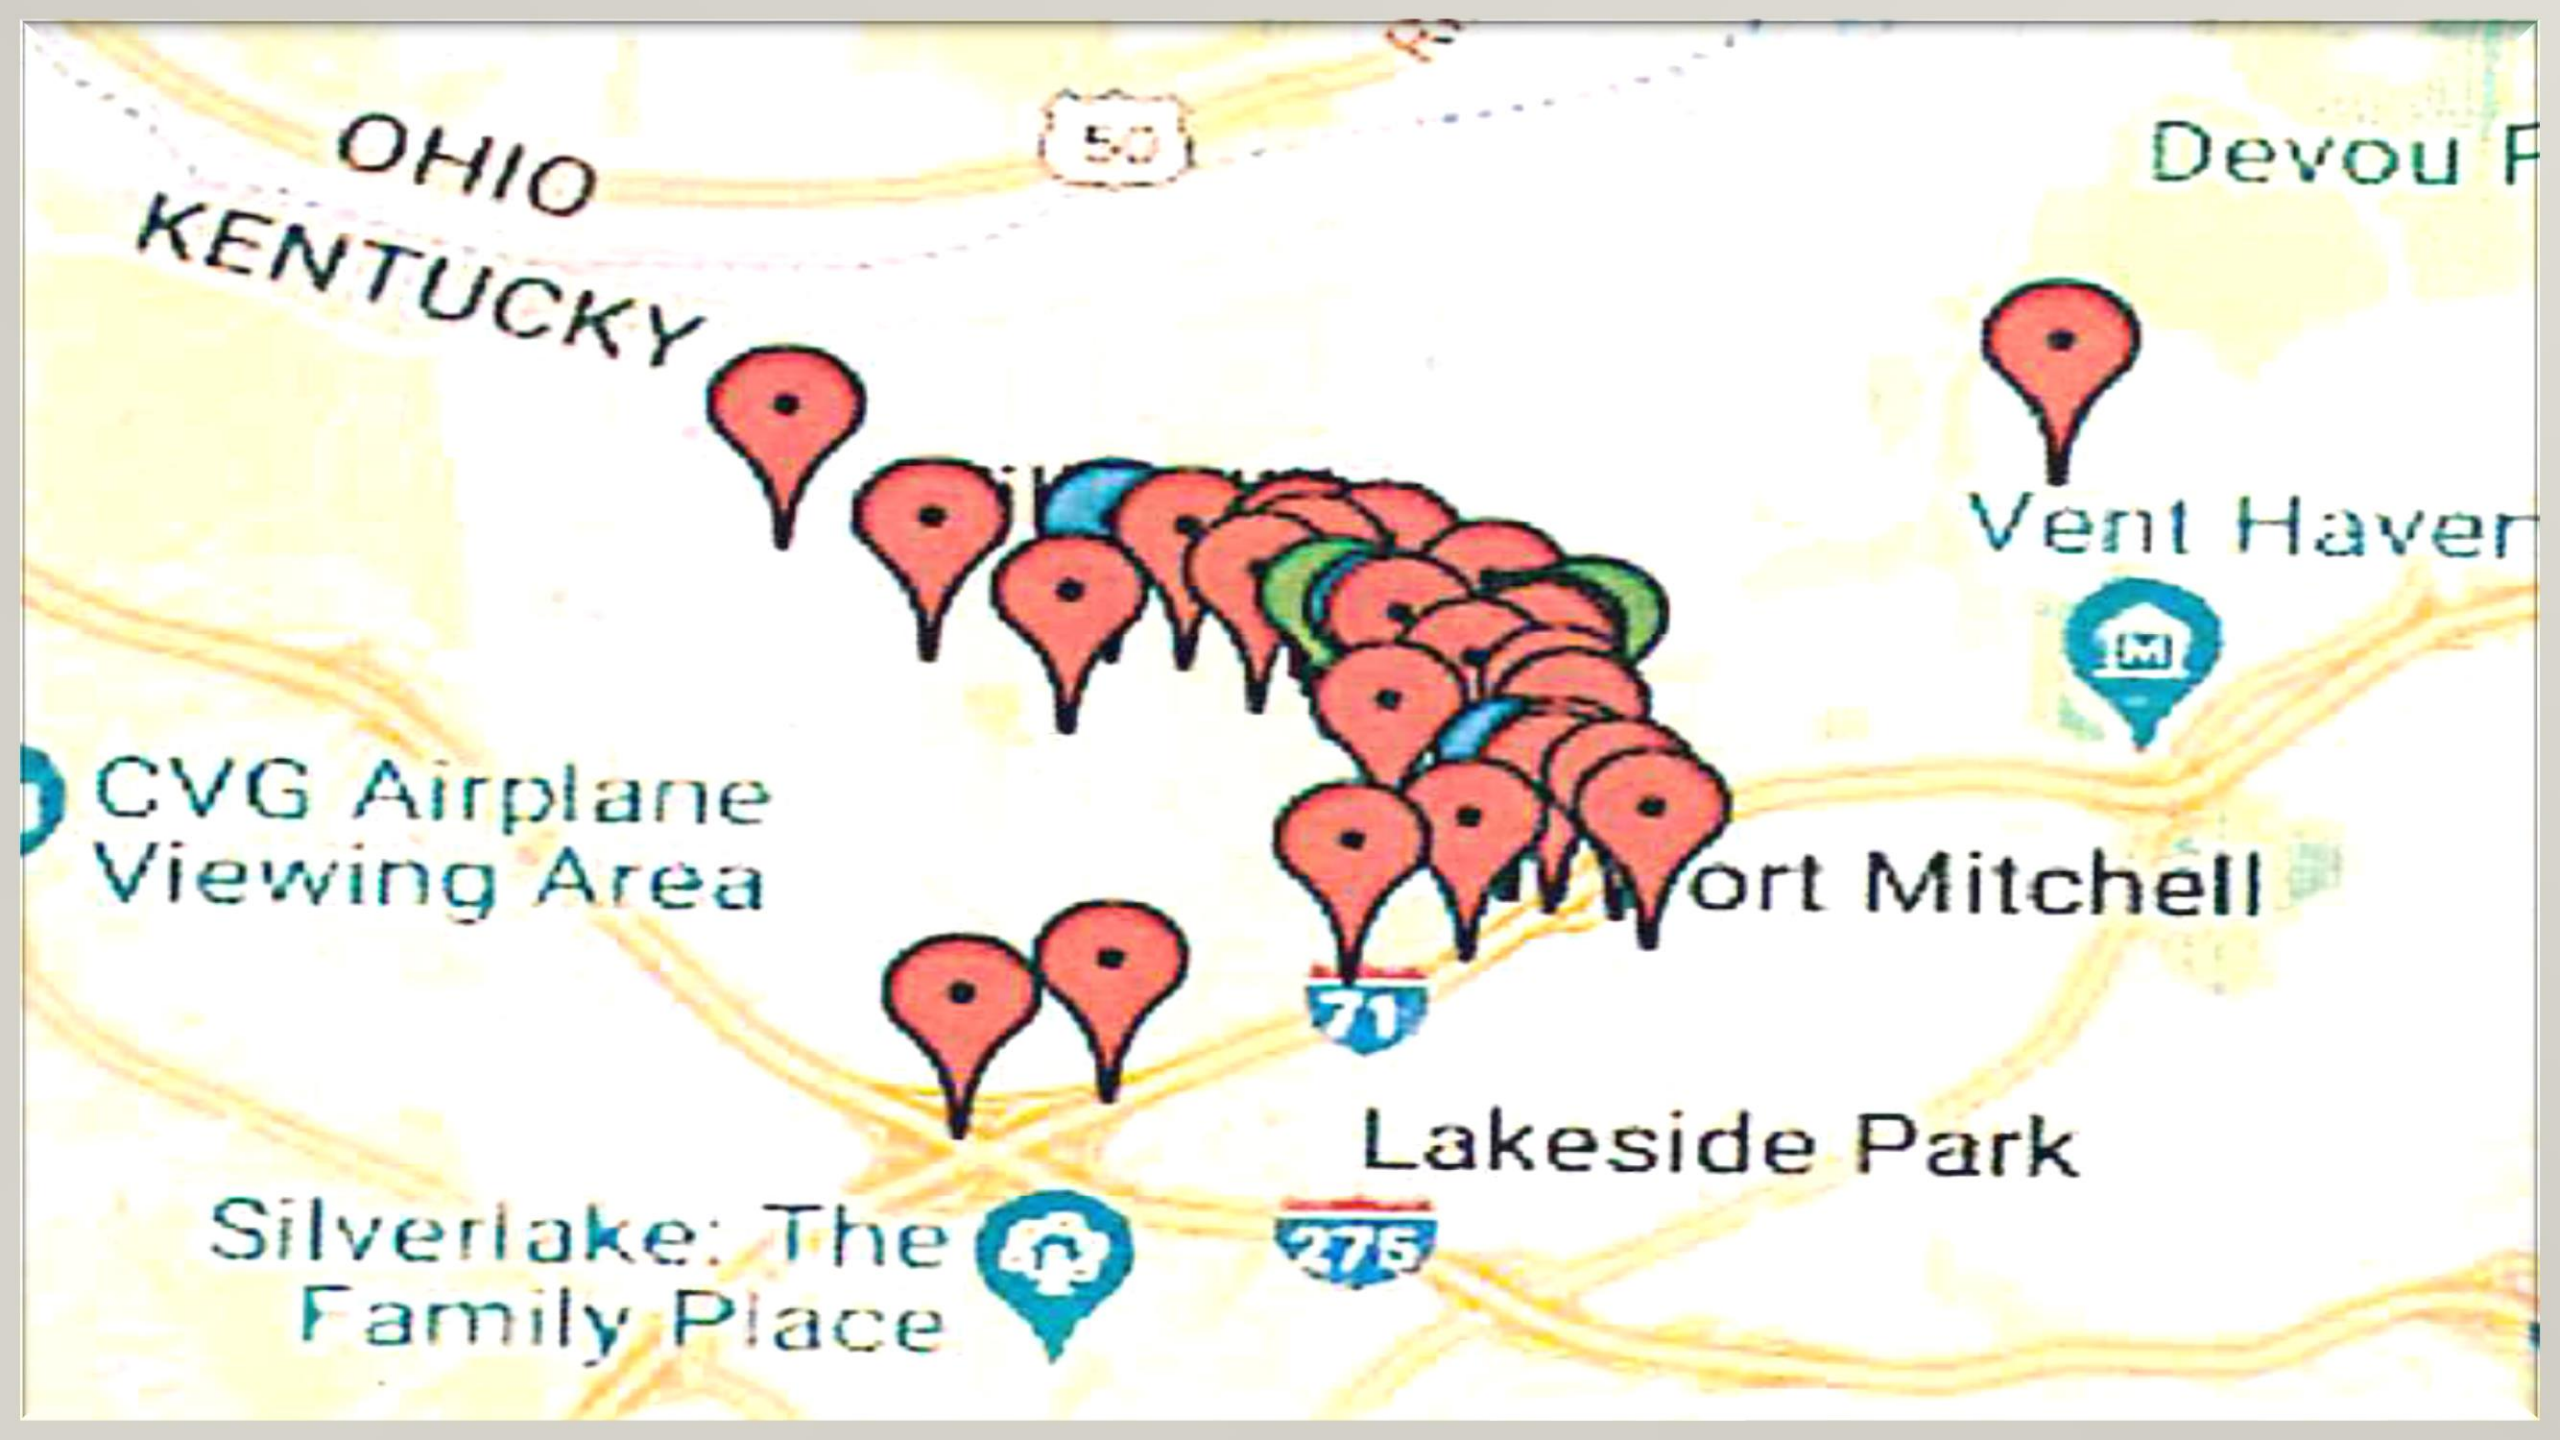 50
OHIO
KENTUCKY
Devou P
Vent Haven
M
CVG Airplane
Viewing Area
ort Mitchell
71
Lakeside Park
Silverlake: The
Family Place
275